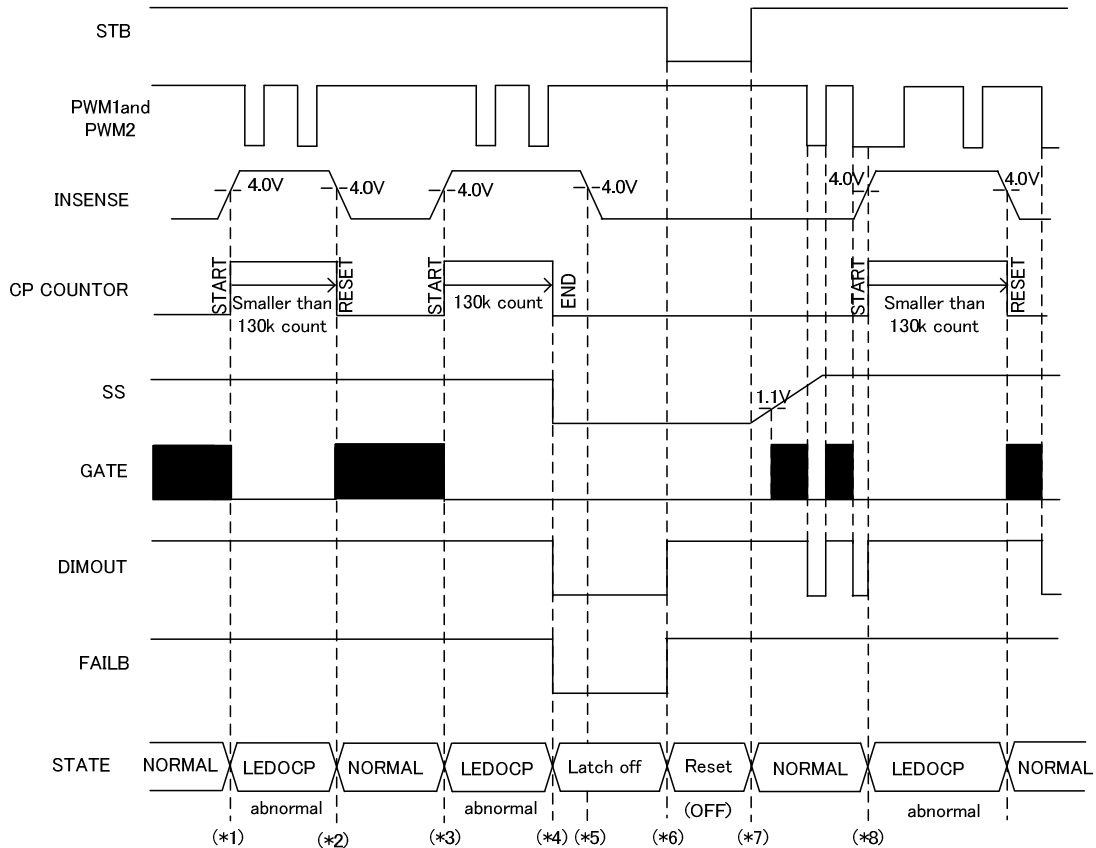 STB
PWM1and
PWM2
INSENSE
4.0V
4.0V
4.0V
4.0V
4.0V
4.0V
CP COUNTOR
START
Smaller than
130k count
RESET
START
130k count
END
START
Smaller than
130k count
RESET
SS
1.1V
GATE
DIMOUT
FAILB
STATE
NORMAL
LEDOCP
NORMAL
LEDOCP
Latch off
Reset
NORMAL
LEDOCP
NORMAL
abnormal
abnormal
(OFF)
abnormal
(*1)
(*2)
(*3)
(*4)
(*5)
(*6)
(*7)
(*8)